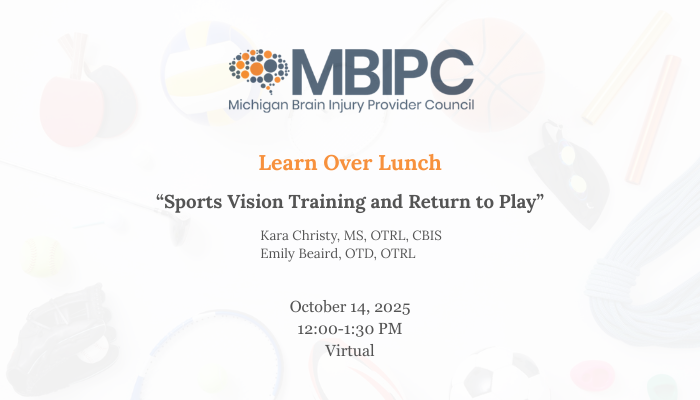 MBIPC
Michigan Brain Injury Provider Council
Learn Over Lunch
“Sports Vision Training and Return to Play”
Kara Christy, MS, OTRL, CBIS
Emily Beaird, OTD, OTRL
October 14, 2025
12:00-1:30 PM
Virtual